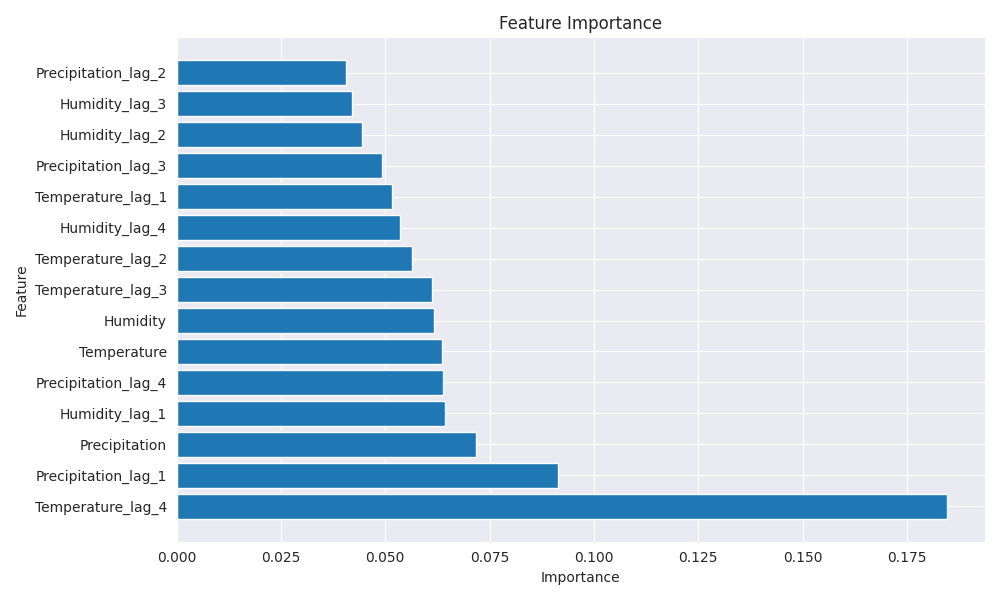 Feature Importance
Precipitation_lag_2
Humidity_lag_3
Humidity_lag_2
Precipitation_lag_3
Temperature_lag_1
Humidity_lag_4
Temperature_lag_2
Temperature_lag_3
Humidity
Temperature
Precipitation_lag_4
Humidity_lag_1
Precipitation
Precipitation_lag_1
Temperature_lag_4
Feature
0.000 0.025 0.050 0.075 0.100 0.125 0.150 0.175
Importance